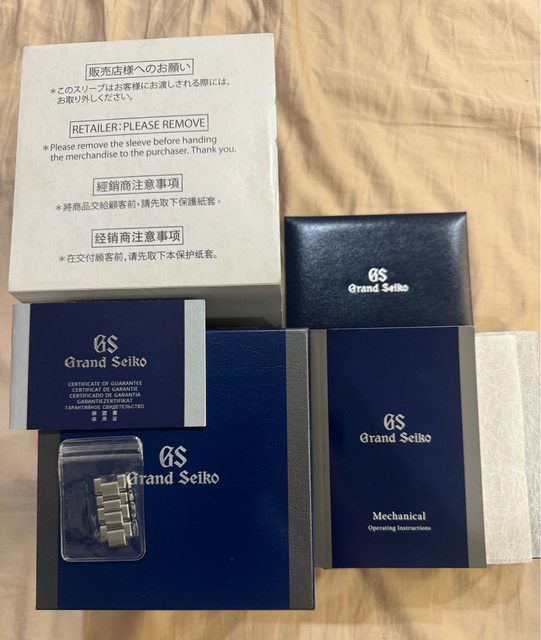 販売店様へのお願い
＊このスリーブはお客様にお渡しされる際には、
お取り外しください。
RETAILER: PLEASE REMOVE
＊Please remove the sleeve before handing
the merchandise to the purchaser. Thank you.
經銷商注意事項
＊將商品交給顧客前，請先取下保護紙套。
经销商注意事项
＊在交付顾客前，请先取下本保护纸套。
GS
Grand Seiko
GS
Grand Seiko
CERTIFICATE OF GUARANTEE
CERTIFICAT DE GARANTIE
CERTIFICADO DE GARANTIA
GARANTIEZERTIFIKAT
ГАРАНТИЙНОЕ СВИДЕТЕЛЬСТВО
保證書
保用证
GS
Grand Seiko
Mechanical
Operating Instructions
GS
Grand Seiko